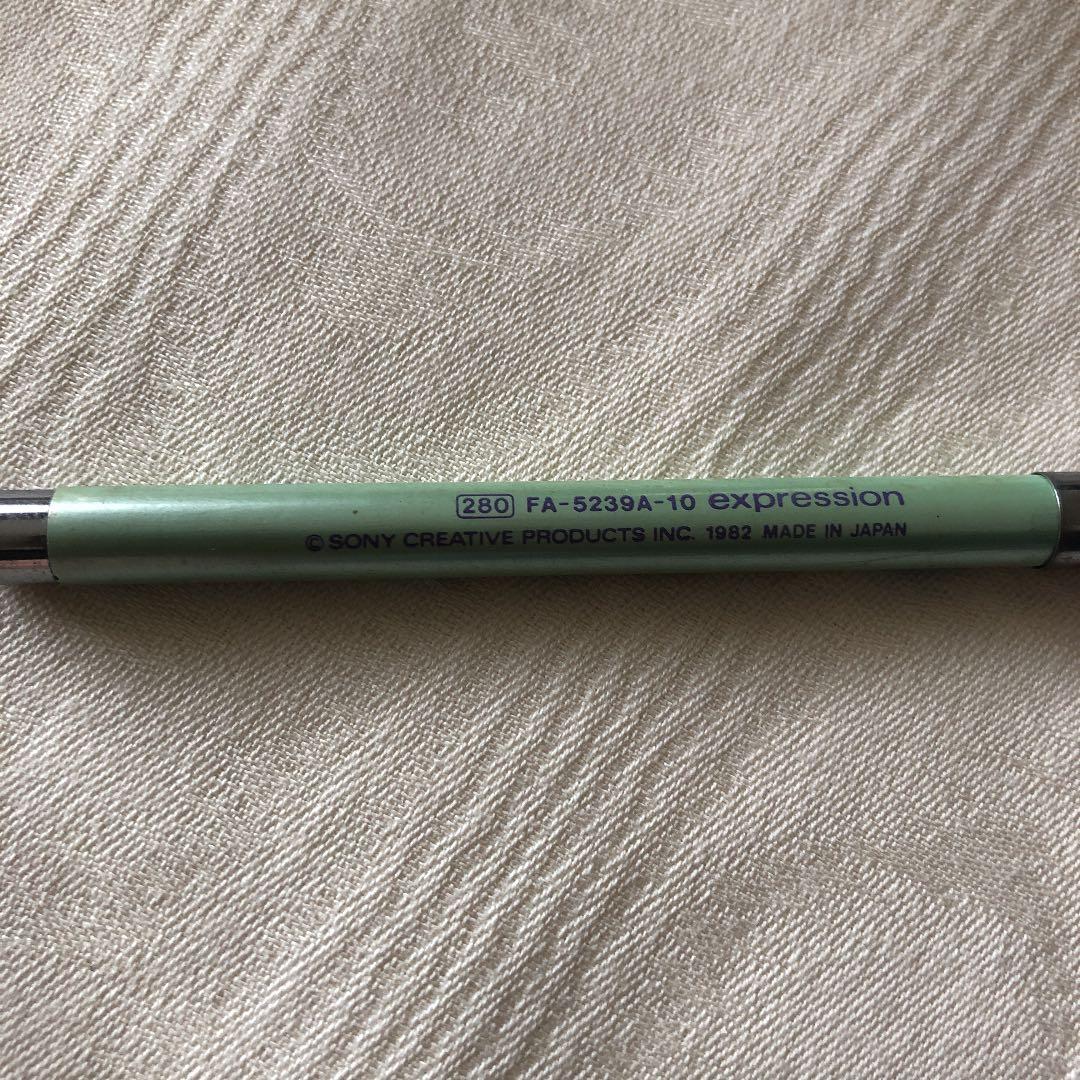 280 FA-5239A-10 expression
© SONY CREATIVE PRODUCTS INC. 1982 MADE IN JAPAN